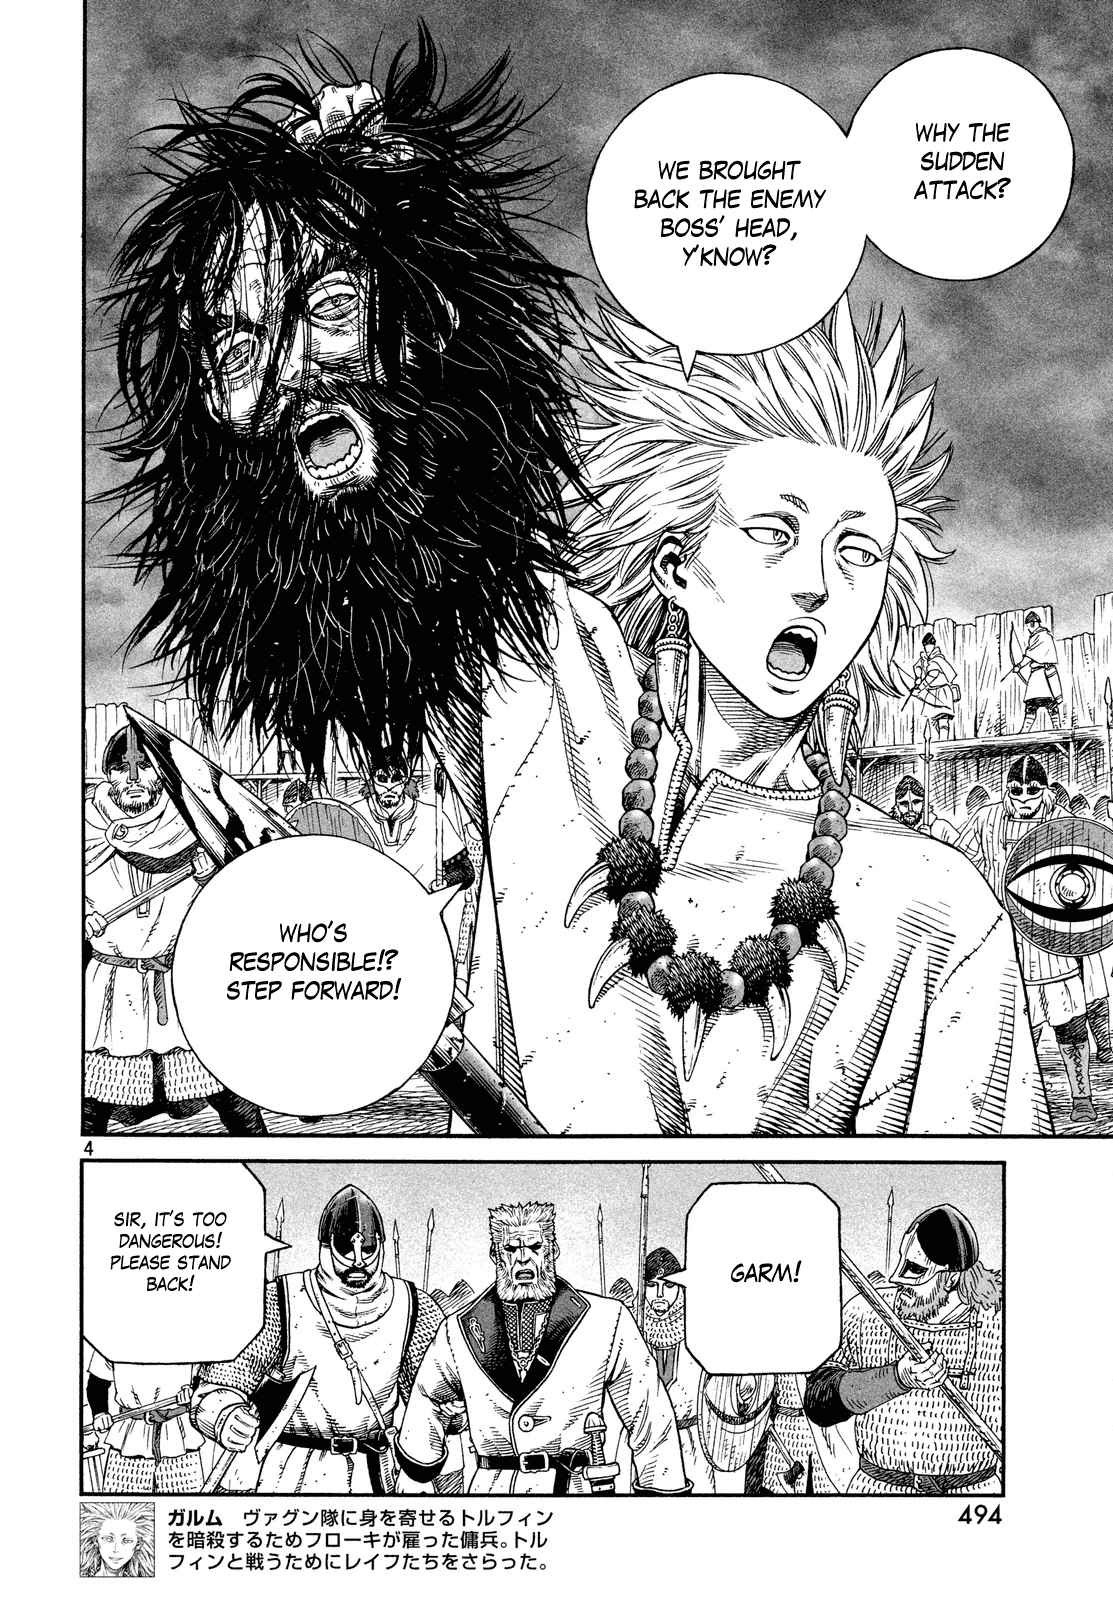 WHY THE
SUDDEN
ATTACK?
WE BROUGHT
BACK THE ENEMY
BOSS' HEAD,
Y'KNOW?
WHO'S
RESPONSIBLE!?
STEP FORWARD!
4
GARM!
SIR, IT'S TOO
DANGEROUS!
PLEASE STAND
BACK!
494
ガルム ヴァグン隊に身を寄せるトルフィン
を暗殺するためフローキが雇った傭兵。トル
フィンと戦うためにレイフたちをさらった。